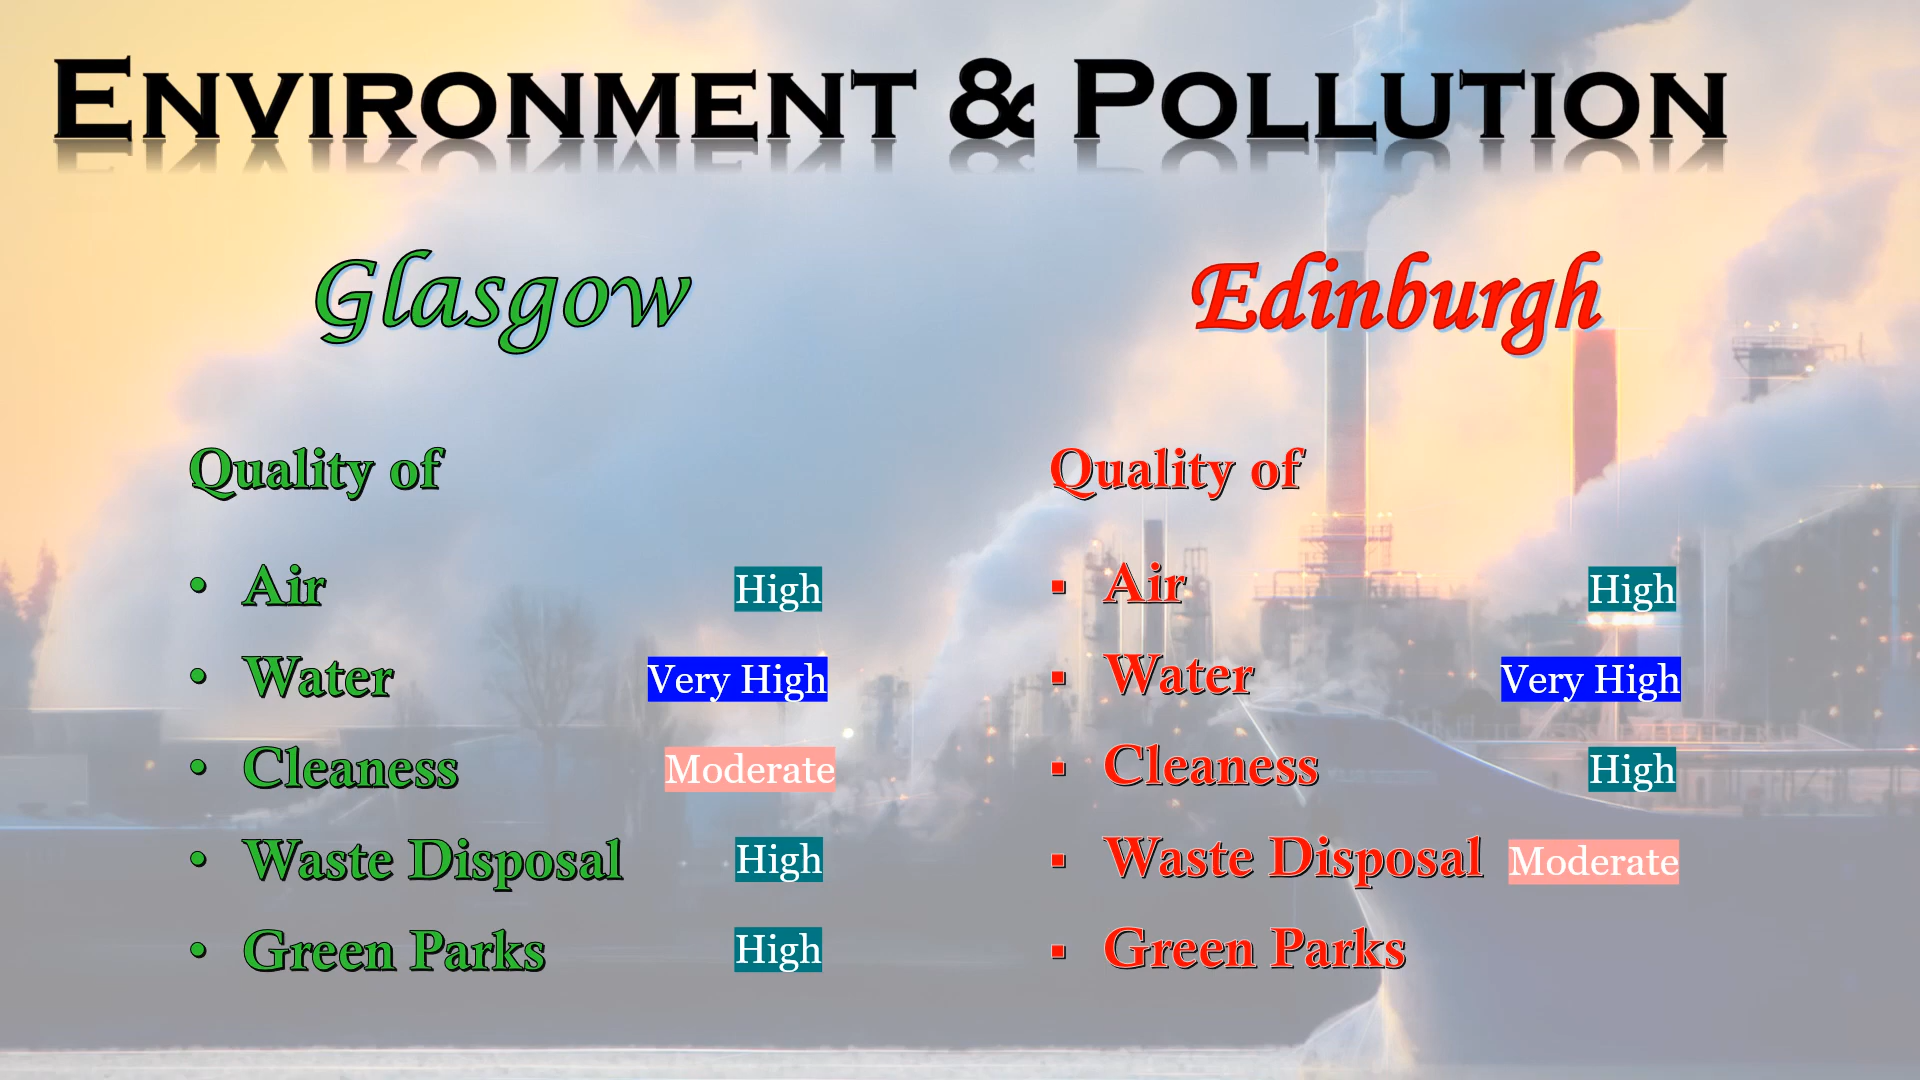 ENVIRONMENT & POLLUTION
Glasgow
Quality of
• Air High
• Water Very High
• Cleaness Moderate
• Waste Disposal High
• Green Parks High
Edinburgh
Quality of
▪ Air High
▪ Water Very High
▪ Cleaness High
▪ Waste Disposal Moderate
▪ Green Parks